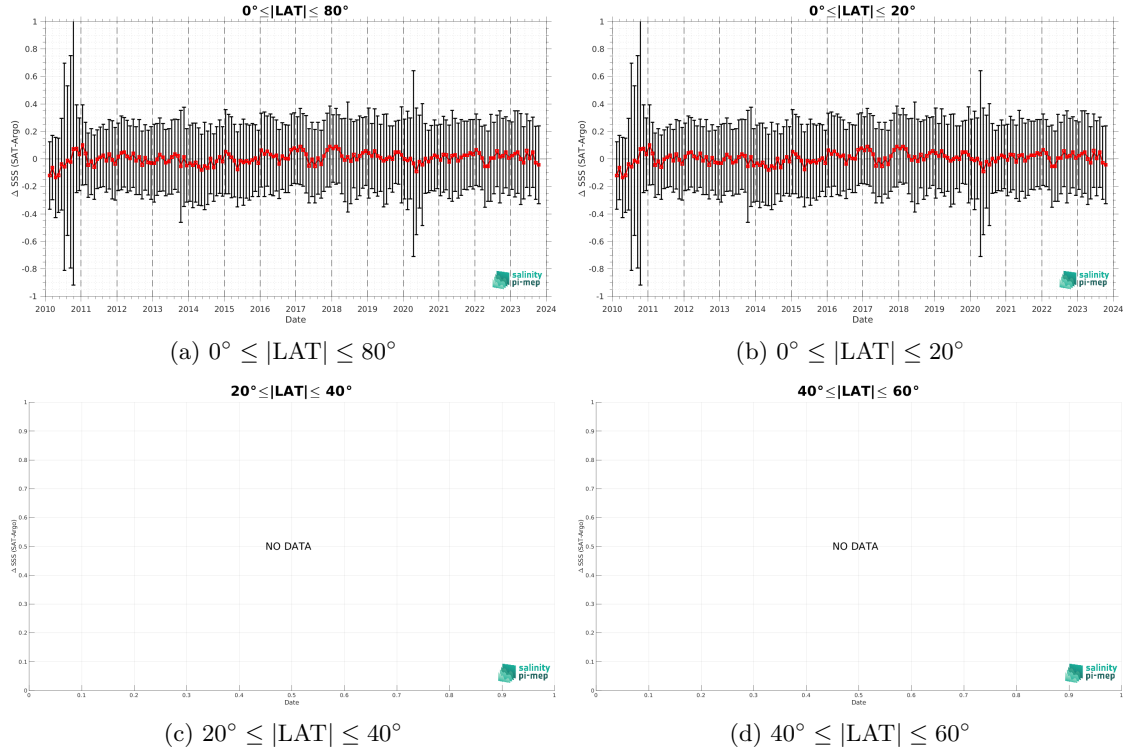 0°≤|LAT|≤ 80°
1
0.8
0.6
0.4
0.2
0
-0.2
-0.4
-0.6
-0.8
-1
Δ SSS (SAT-Argo)
2010 2011 2012 2013 2014 2015 2016 2017 2018 2019 2020 2021 2022 2023 2024
Date
salinity
pi-mep
(a) 0° ≤ |LAT| ≤ 80°
0°≤|LAT|≤ 20°
1
0.8
0.6
0.4
0.2
0
-0.2
-0.4
-0.6
-0.8
-1
Δ SSS (SAT-Argo)
2010 2011 2012 2013 2014 2015 2016 2017 2018 2019 2020 2021 2022 2023 2024
Date
salinity
pi-mep
(b) 0° ≤ |LAT| ≤ 20°
20°≤|LAT|≤ 40°
1
0.9
0.8
0.7
0.6
0.5
0.4
0.3
0.2
0.1
0
Δ SSS (SAT-Argo)
NO DATA
0 0.1 0.2 0.3 0.4 0.5 0.6 0.7 0.8 0.9 1
Date
salinity
pi-mep
(c) 20° ≤ |LAT| ≤ 40°
40°≤|LAT|≤ 60°
1
0.9
0.8
0.7
0.6
0.5
0.4
0.3
0.2
0.1
0
Δ SSS (SAT-Argo)
NO DATA
0 0.1 0.2 0.3 0.4 0.5 0.6 0.7 0.8 0.9 1
Date
salinity
pi-mep
(d) 40° ≤ |LAT| ≤ 60°